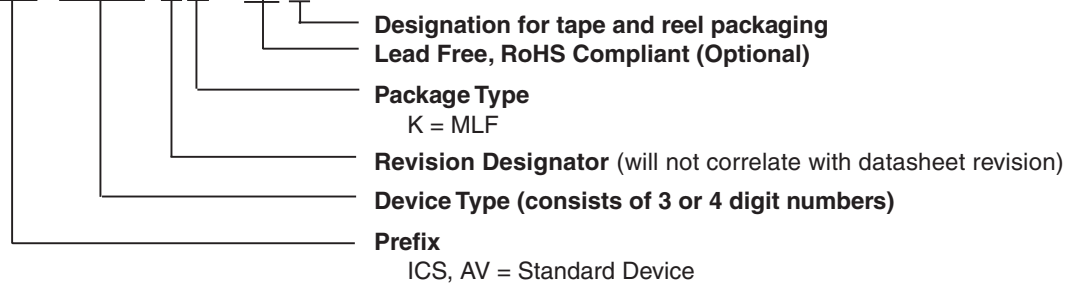 Designation for tape and reel packaging
Lead Free, RoHS Compliant (Optional)
Package Type
K = MLF
Revision Designator (will not correlate with datasheet revision)
Device Type (consists of 3 or 4 digit numbers)
Prefix
ICS, AV = Standard Device